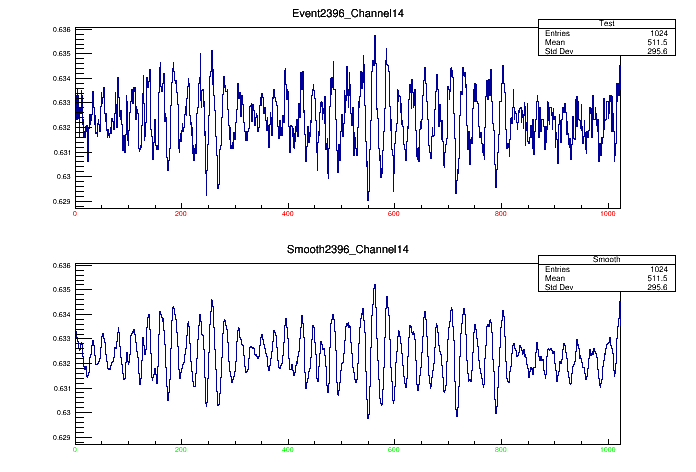 Event2396_Channel14
Test
Entries 1024
Mean 511.5
Std Dev 295.6
0.636
0.635
0.634
0.633
0.632
0.631
0.63
0.629
0 200 400 600 800 1000
Smooth2396_Channel14
Smooth
Entries 1024
Mean 511.5
Std Dev 295.6
0.636
0.635
0.634
0.633
0.632
0.631
0.63
0.629
0 200 400 600 800 1000